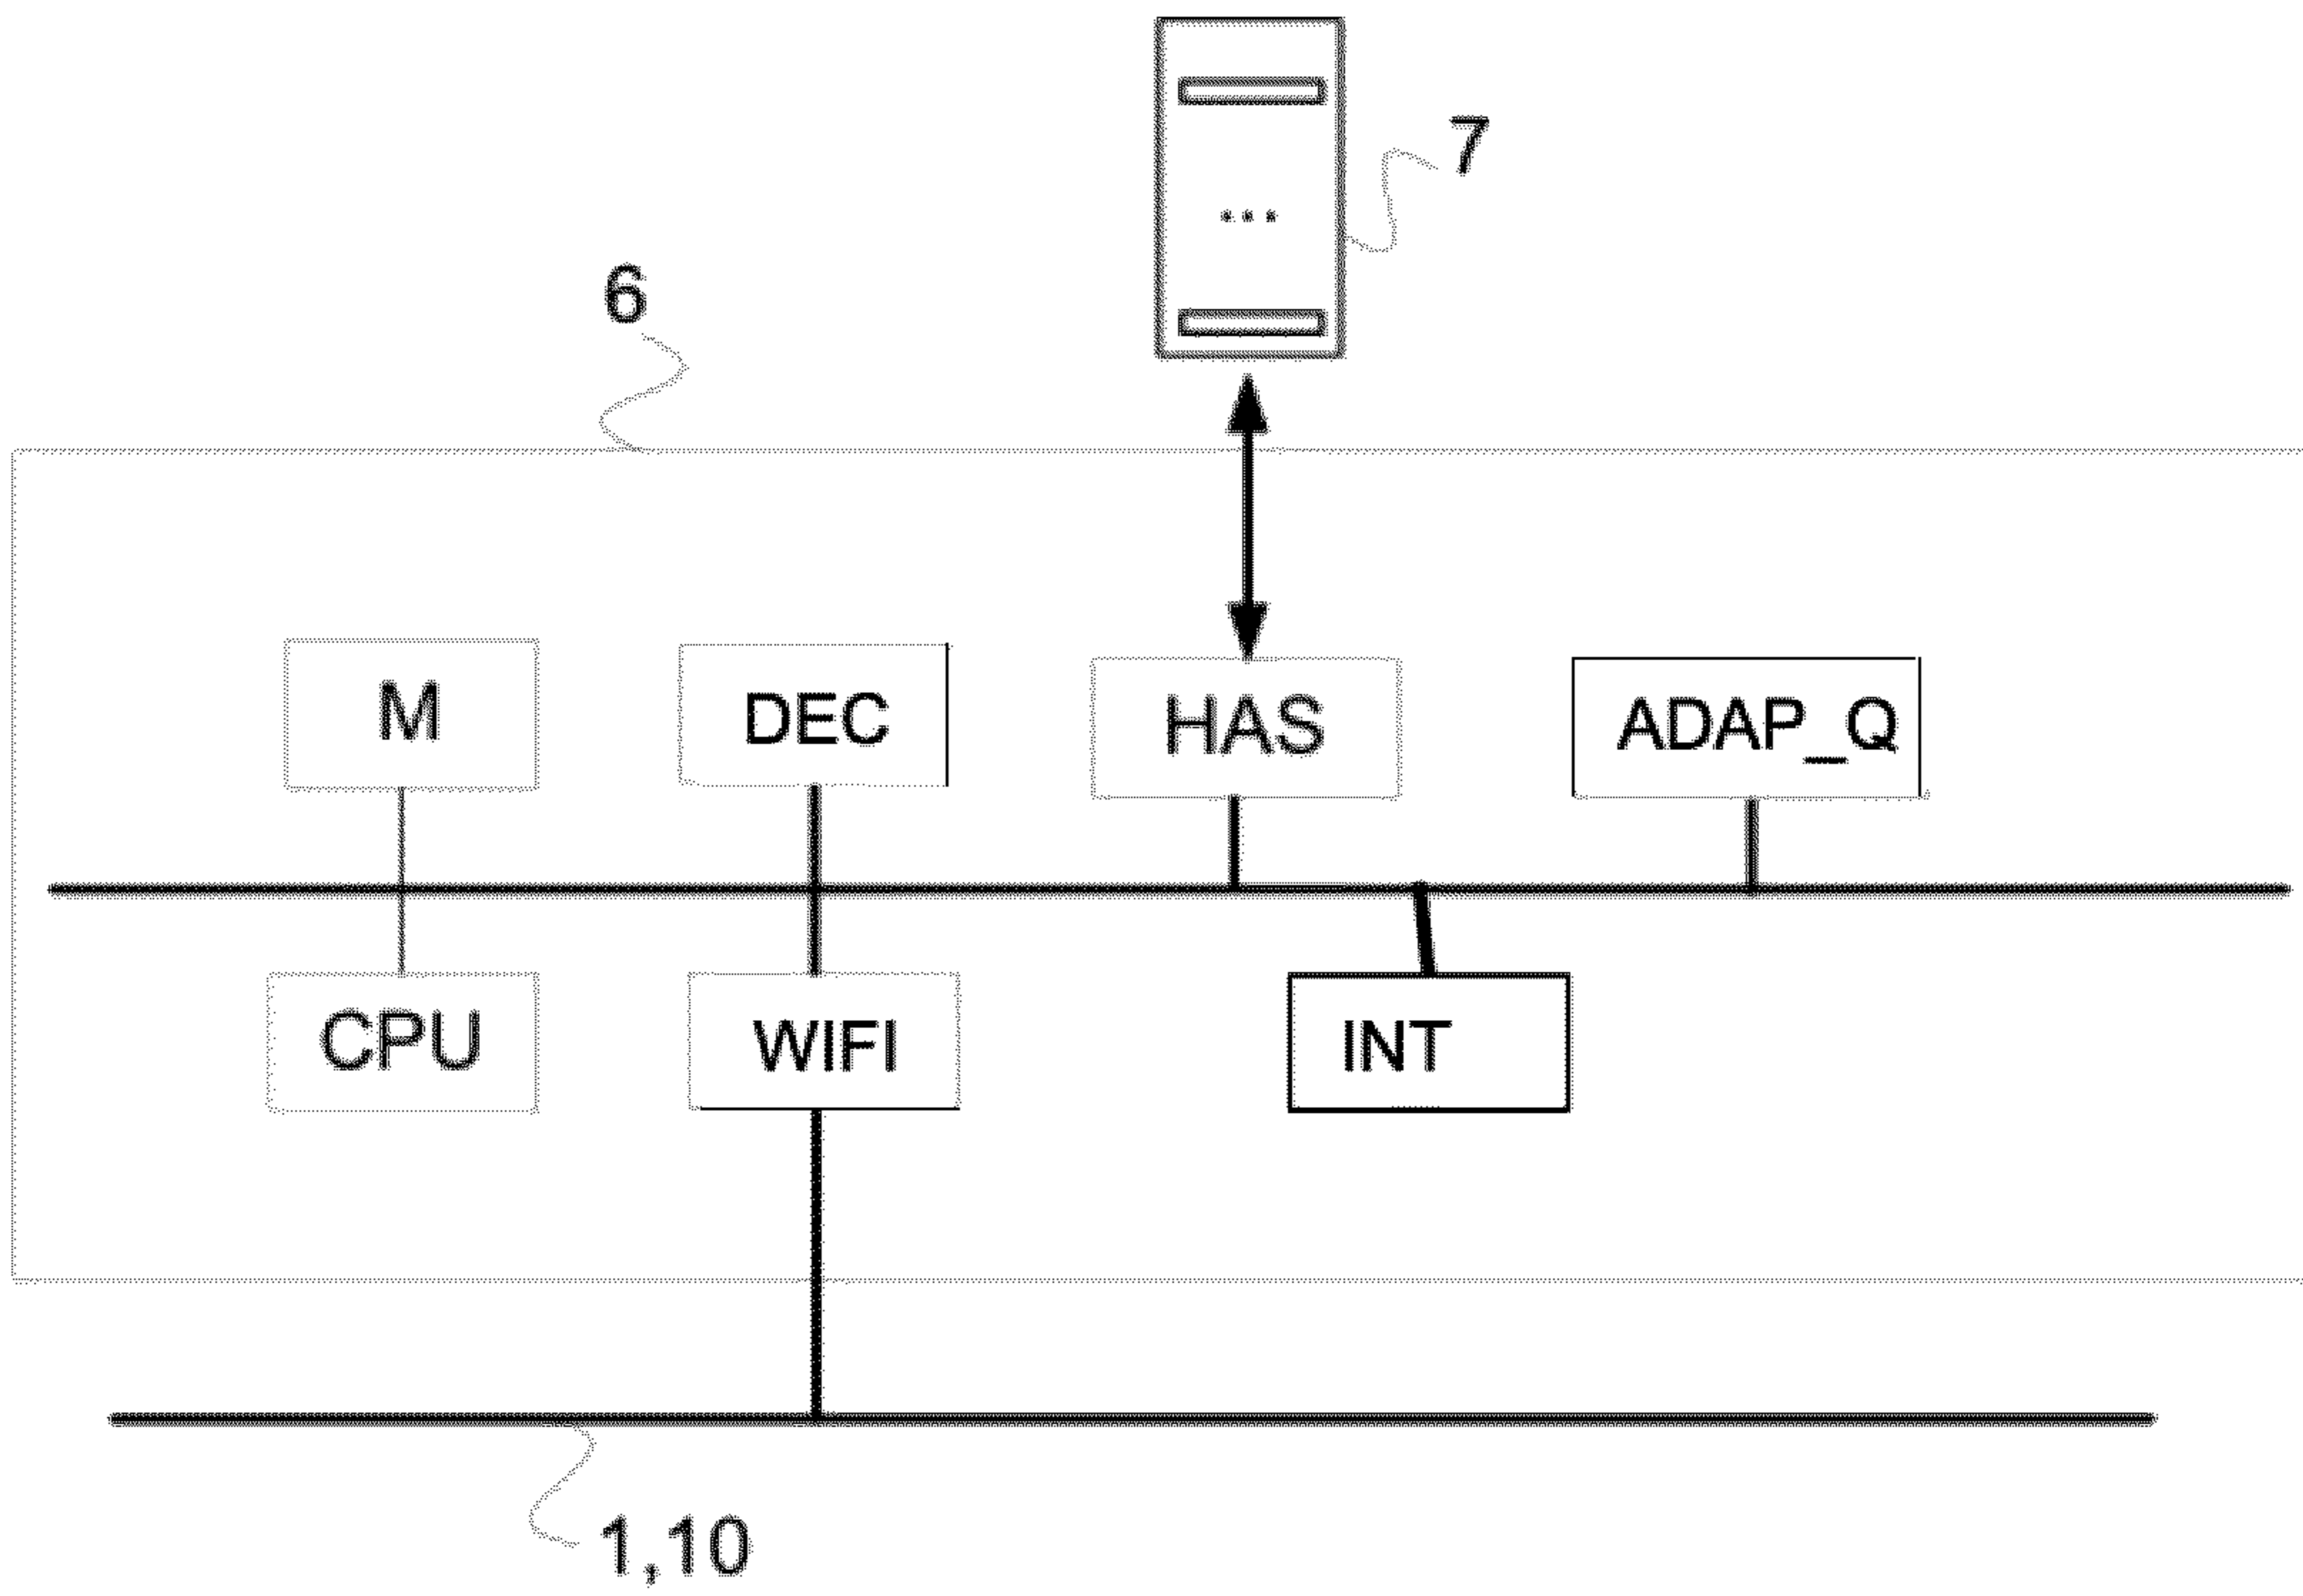 7
6
M
DEC
HAS
ADAP_Q
CPU
WIFI
INT
1,10